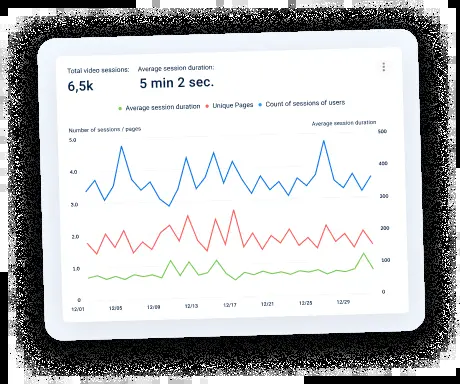 Total video sessions:
6,5k
Average session duration:
5 min 2 sec.
Average session duration
Unique Pages
Count of sessions of users
Number of sessions / pages
Average session duration
5.0
4.0
3.0
2.0
1.0
0
500
400
300
200
100
0
12/01
12/05
12/09
12/13
12/17
12/21
12/25
12/29